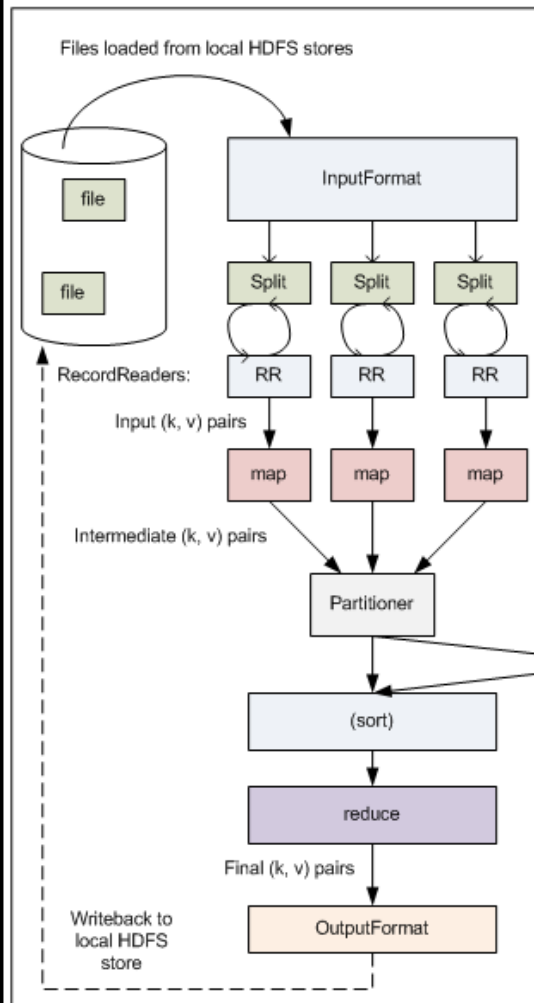 Files loaded from local HDFS stores
InputFormat
file
file
Split
Split
Split
RecordReaders:
RR
RR
RR
Input (k, v) pairs
map
map
map
Intermediate (k, v) pairs
Partitioner
(sort)
reduce
Final (k, v) pairs
Writeback to
local HDFS
store
OutputFormat